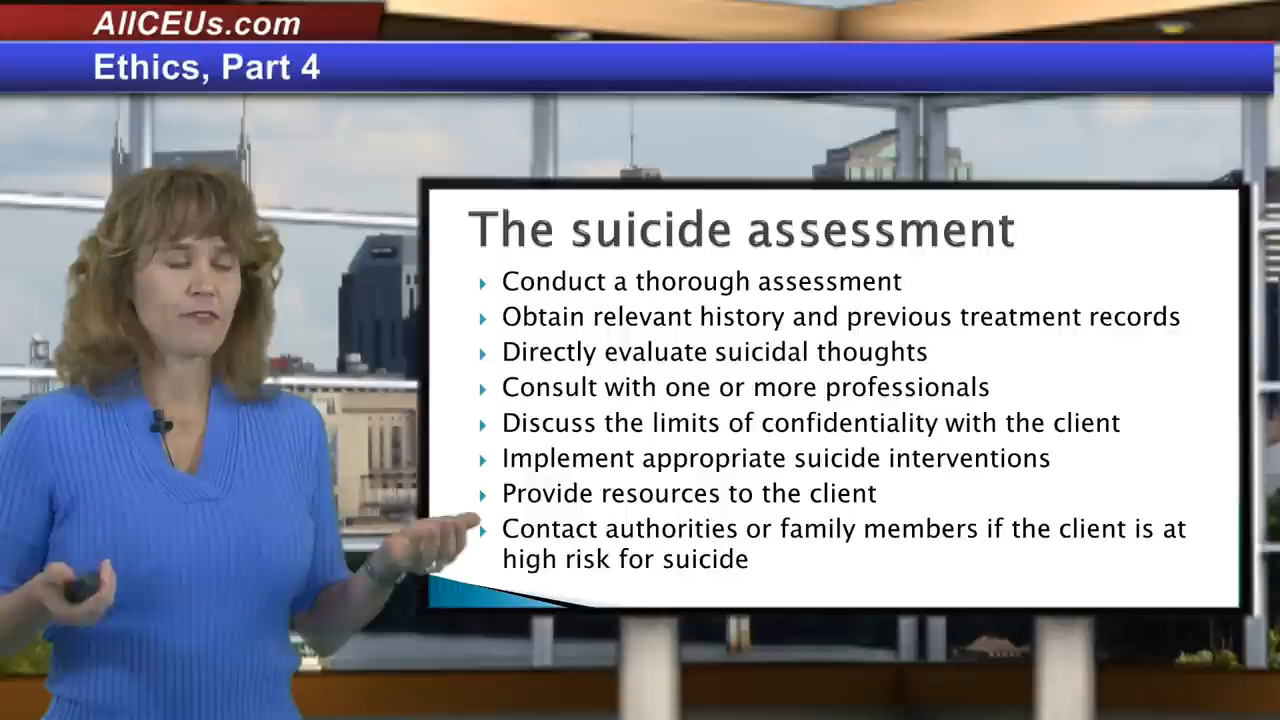 AllCEUs.com
Ethics, Part 4
The suicide assessment
Conduct a thorough assessment
Obtain relevant history and previous treatment records
Directly evaluate suicidal thoughts
Consult with one or more professionals
Discuss the limits of confidentiality with the client
Implement appropriate suicide interventions
Provide resources to the client
Contact authorities or family members if the client is at
high risk for suicide